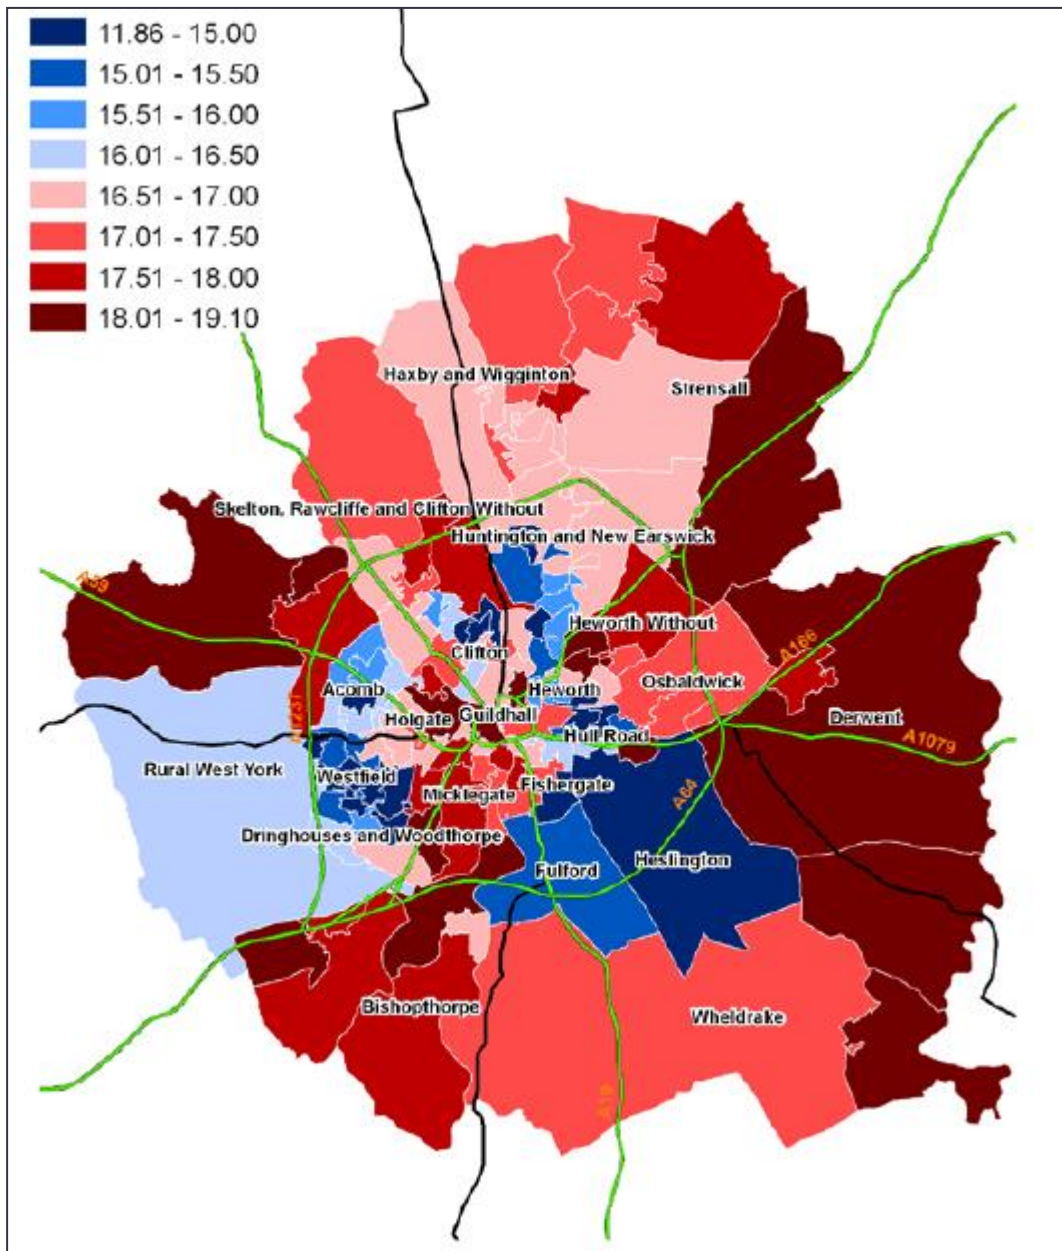 11.86 - 15.00
15.01 - 15.50
15.51 - 16.00
16.01 - 16.50
16.51 - 17.00
17.01 - 17.50
17.51 - 18.00
18.01 - 19.10
Haxby and Wigginton
Strensall
Skelton, Rawcliffe and Clifton Without
Huntington and New Earswick
A59
Heworth Without
Clifton
A166
Osbaldwick
Acomb
Heworth
Holgate
Guildhall
Derwent
A1237
Hull Road
A1079
Rural West York
Westfield
Fishergate
Micklegate
A64
Dringhouses and Woodthorpe
Heslington
Fulford
Bishopthorpe
Wheldrake
A19